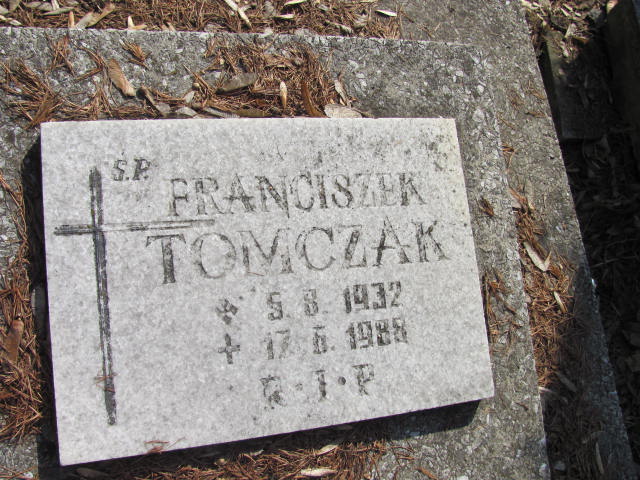 Ś.P.
FRANCISZEK
TOMCZAK
5.8.1932
17.6.1988
R·I·P